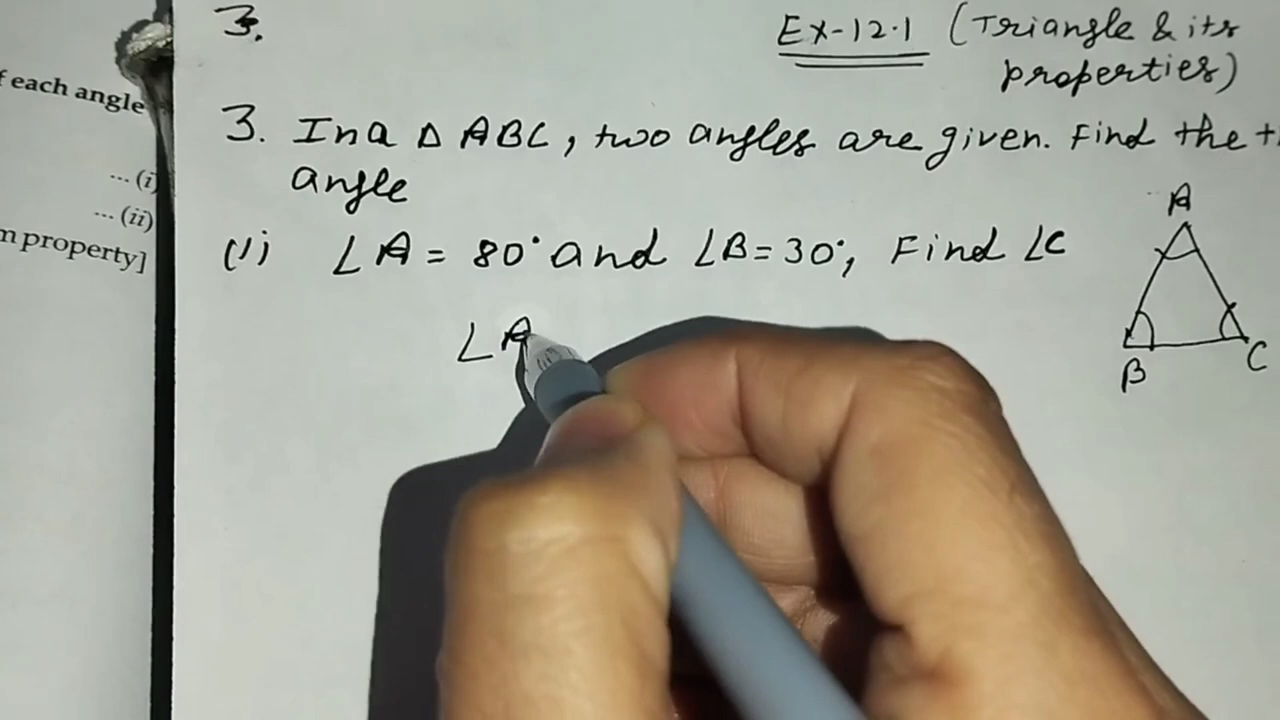 3.
Ex-12.1 (Triangle & its
properties)
f each angle
3. In a Δ ABC, two angles are given. Find the
angle
... (i)
... (ii)
m property]
(i) ∠A = 80° and ∠B = 30°, Find ∠C
A
B
C
∠A